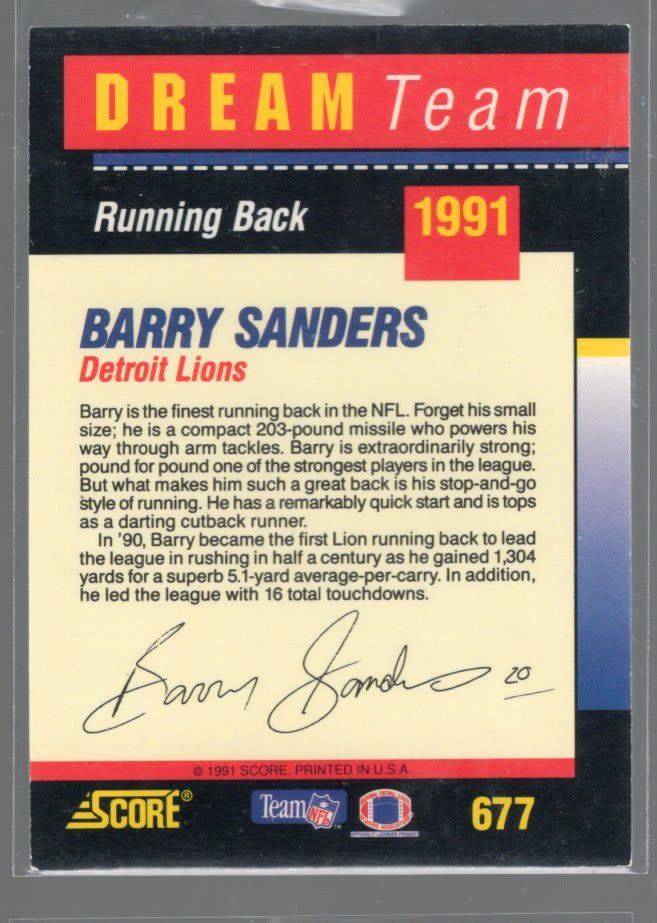 DREAM Team
Running Back
1991
BARRY SANDERS
Detroit Lions
Barry is the finest running back in the NFL. Forget his small
size; he is a compact 203-pound missile who powers his
way through arm tackles. Barry is extraordinarily strong;
pound for pound one of the strongest players in the league.
But what makes him such a great back is his stop-and-go
style of running. He has a remarkably quick start and is tops
as a darting cutback runner.
In '90, Barry became the first Lion running back to lead
the league in rushing in half a century as he gained 1,304
yards for a superb 5.1-yard average-per-carry. In addition,
he led the league with 16 total touchdowns.
Barry Sanders 20
© 1991 SCORE. PRINTED IN U.S.A.
SCORE®
Team NFL™
677